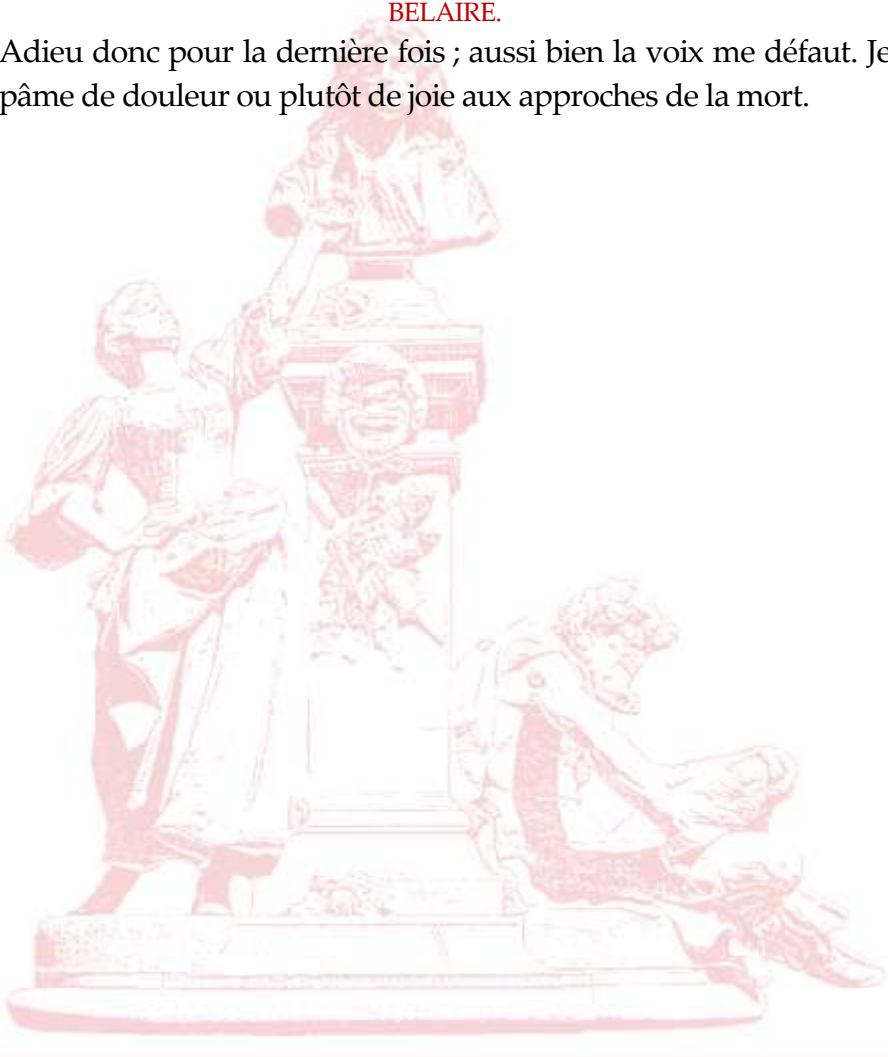 BELAIRE.
Adieu donc pour la dernière fois ; aussi bien la voix me défaut. Je
pâme de douleur ou plutôt de joie aux approches de la mort.